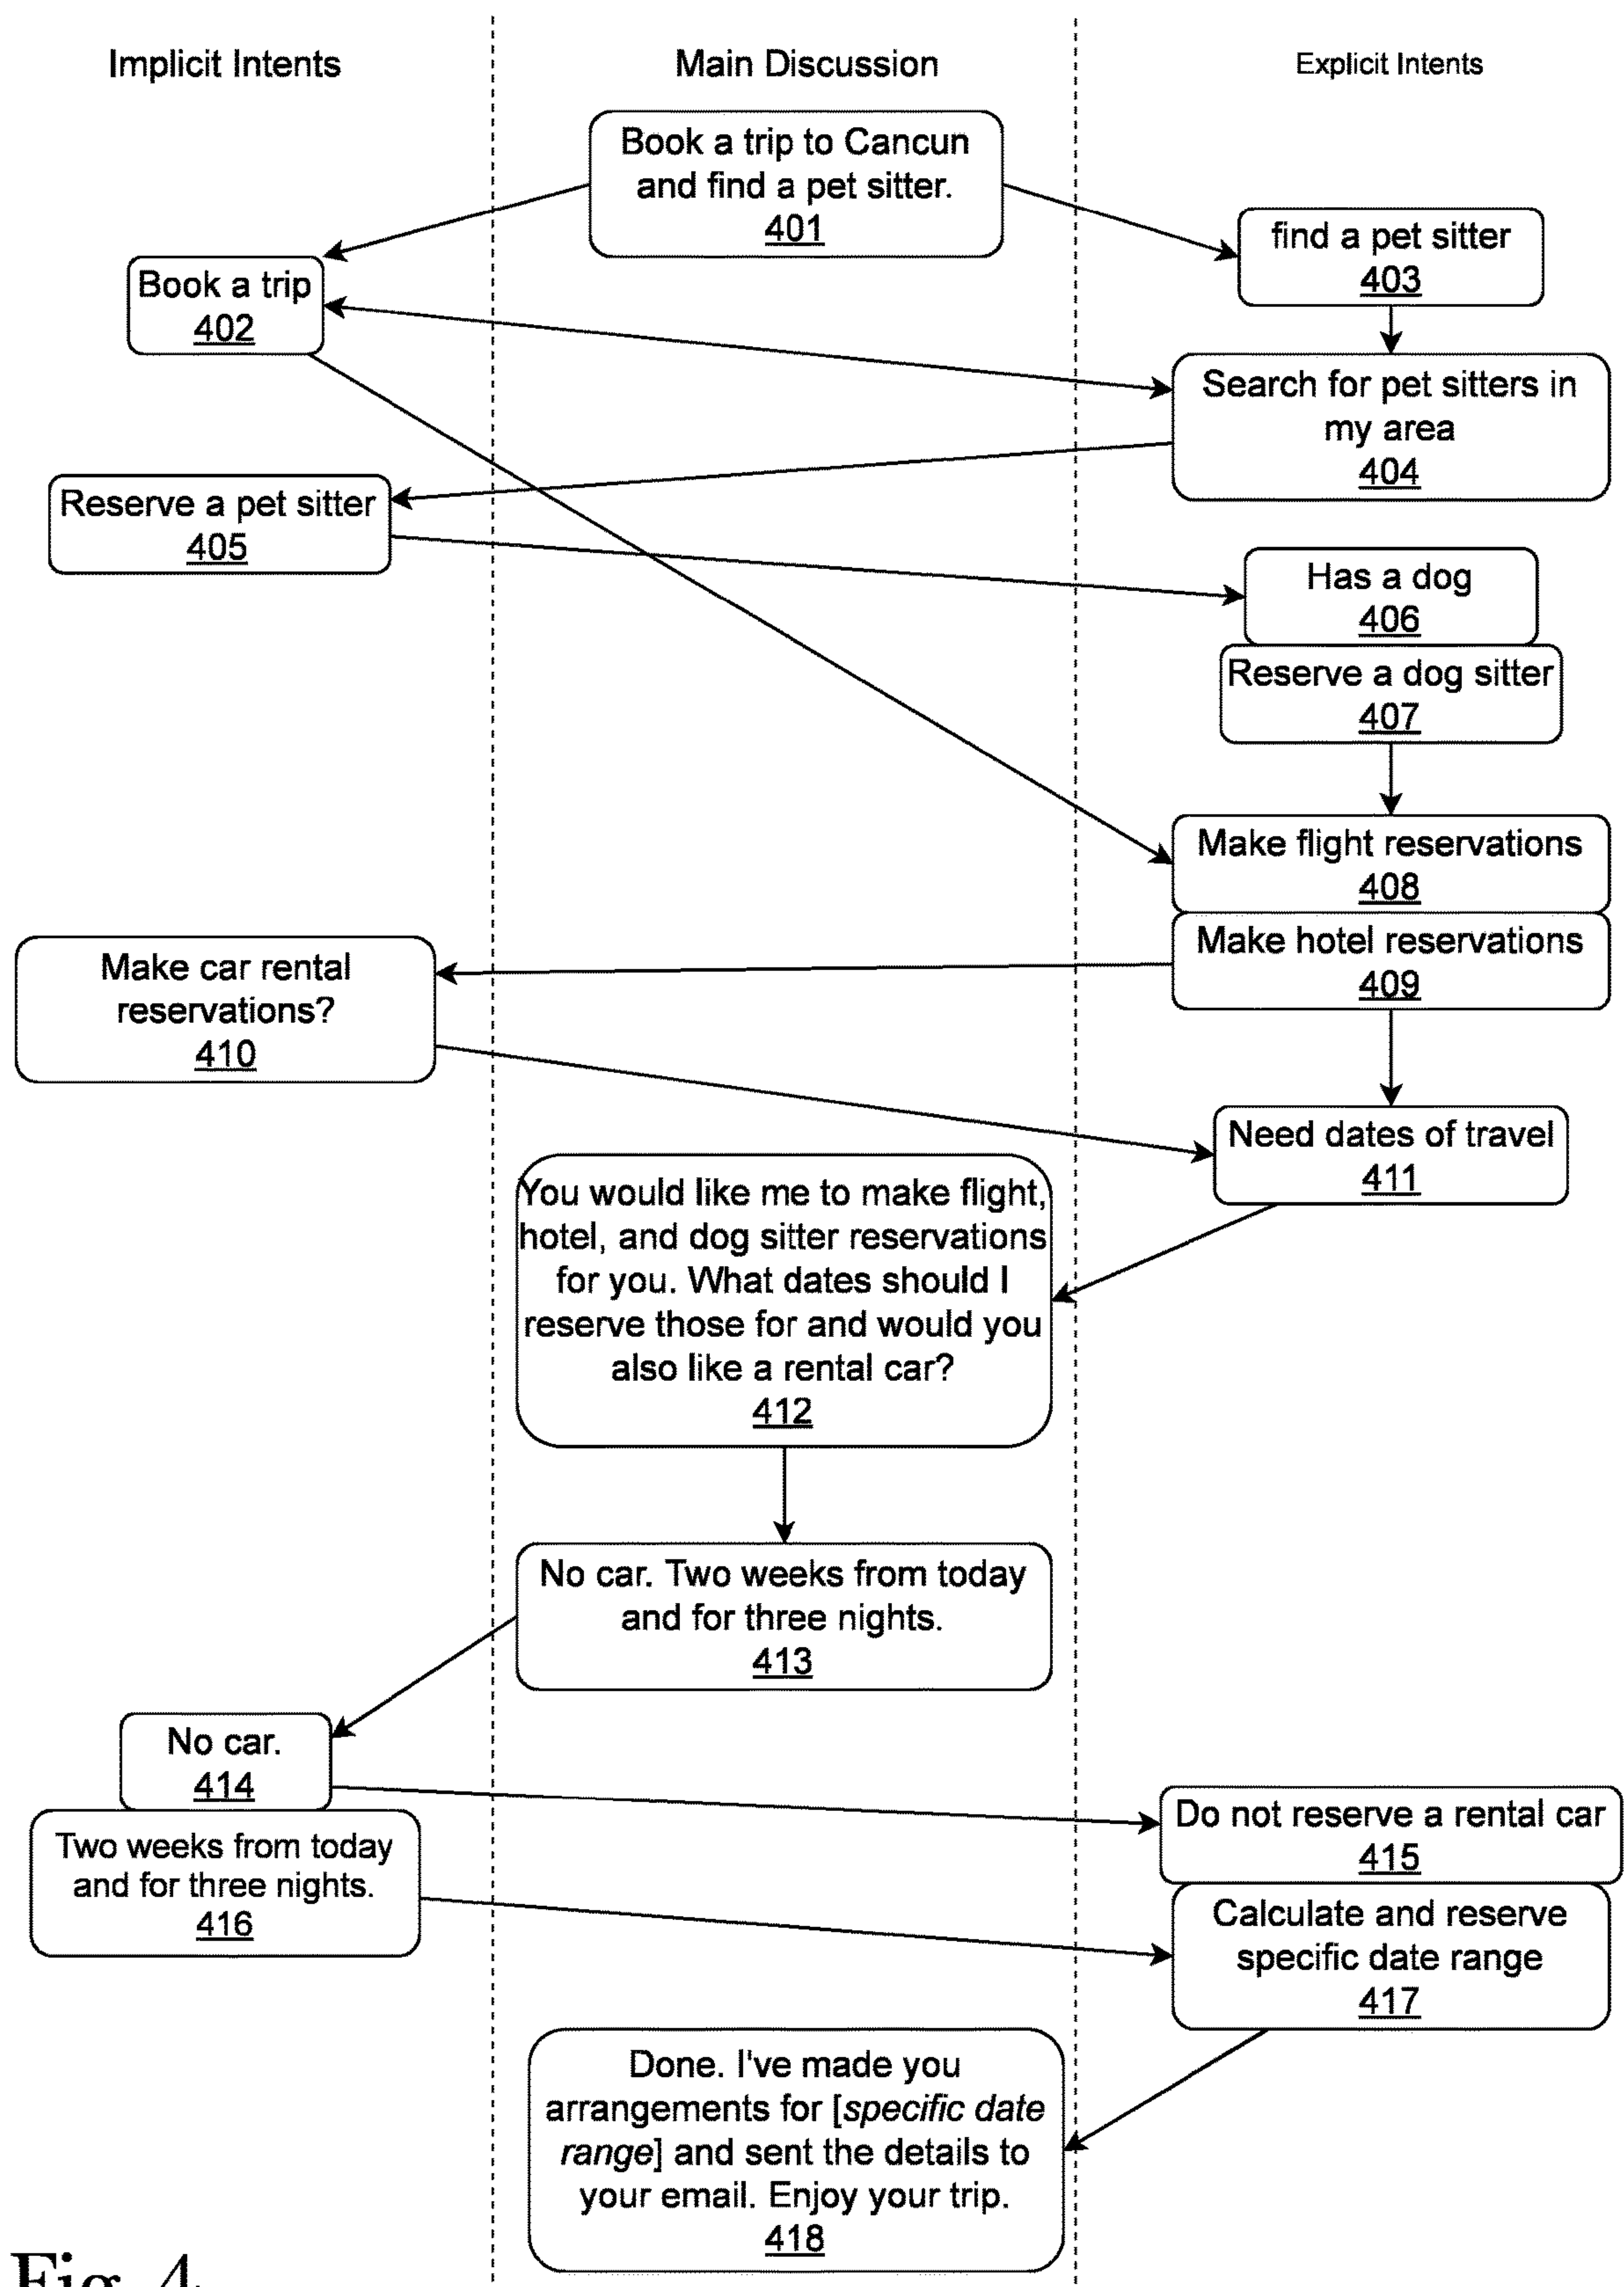 Implicit Intents
Main Discussion
Explicit Intents
Book a trip to Cancun
and find a pet sitter.
401
find a pet sitter
403
Book a trip
402
Search for pet sitters in
my area
404
Reserve a pet sitter
405
Has a dog
406
Reserve a dog sitter
407
Make flight reservations
408
Make hotel reservations
409
Make car rental
reservations?
410
Need dates of travel
411
You would like me to make flight,
hotel, and dog sitter reservations
for you. What dates should I
reserve those for and would you
also like a rental car?
412
No car. Two weeks from today
and for three nights.
413
No car.
414
Do not reserve a rental car
415
Two weeks from today
and for three nights.
416
Calculate and reserve
specific date range
417
Done. I've made you
arrangements for [specific date
range] and sent the details to
your email. Enjoy your trip.
418
Fig. 4